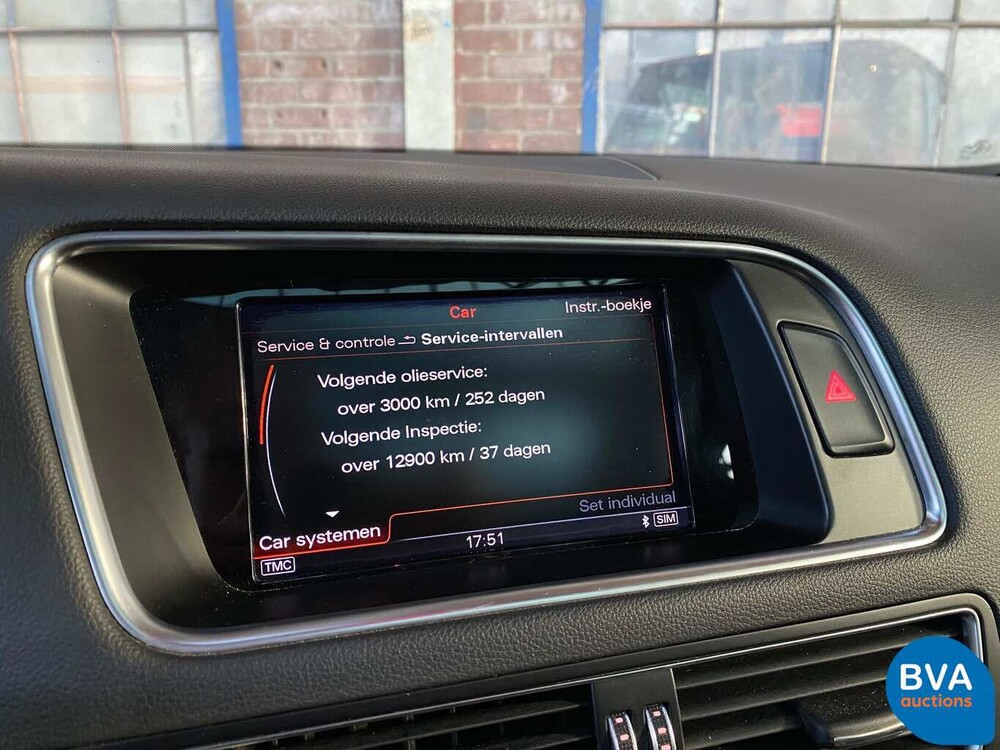 Car
Instr.-boekje
Service & controle Service-intervallen
Volgende olieservice:
over 3000 km / 252 dagen
Volgende Inspectie:
over 12900 km / 37 dagen
Set individual
Car systemen
17:51
SIM
TMC
BVA
auctions